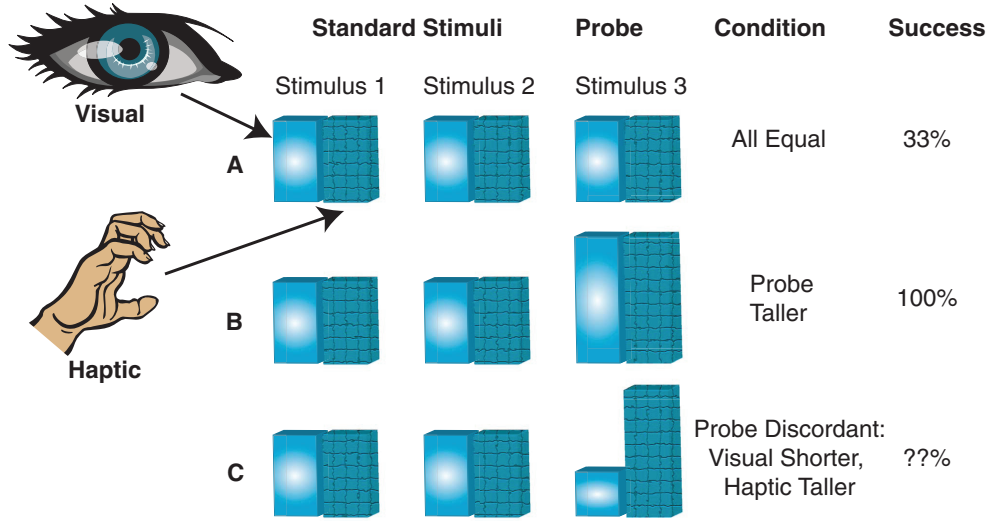 Standard Stimuli Probe Condition Success
Stimulus 1 Stimulus 2 Stimulus 3
Visual
A All Equal 33%
B Probe
Taller 100%
Haptic
C Probe Discordant:
Visual Shorter, ??%
Haptic Taller